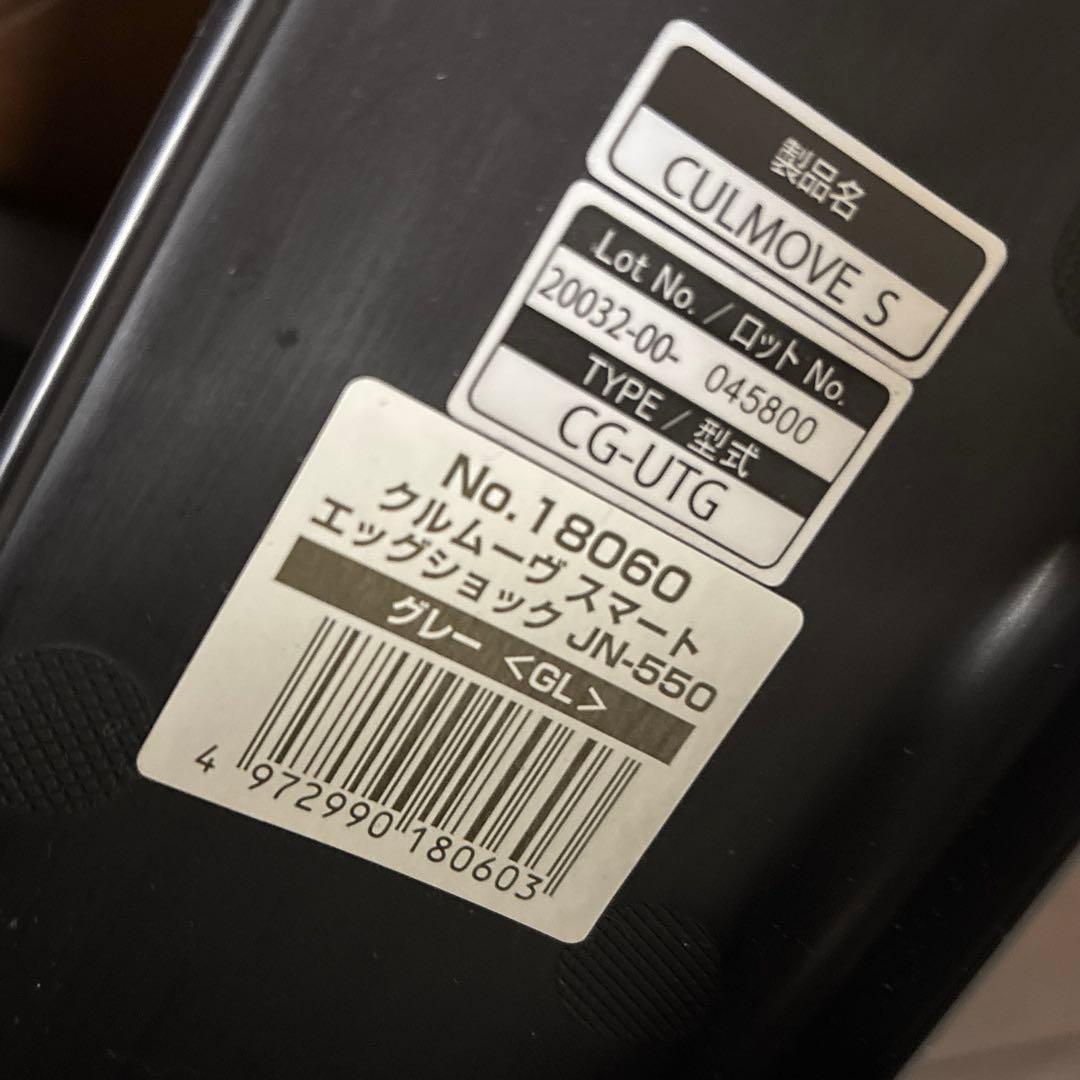 製品名
CULMOVE S
Lot No. / ロット No.
20032-00- 045800
TYPE / 型式
CG-UTG
No.18060
クルムーヴ スマート
エッグショック JN-550
グレー <GL>
4 972990 180603